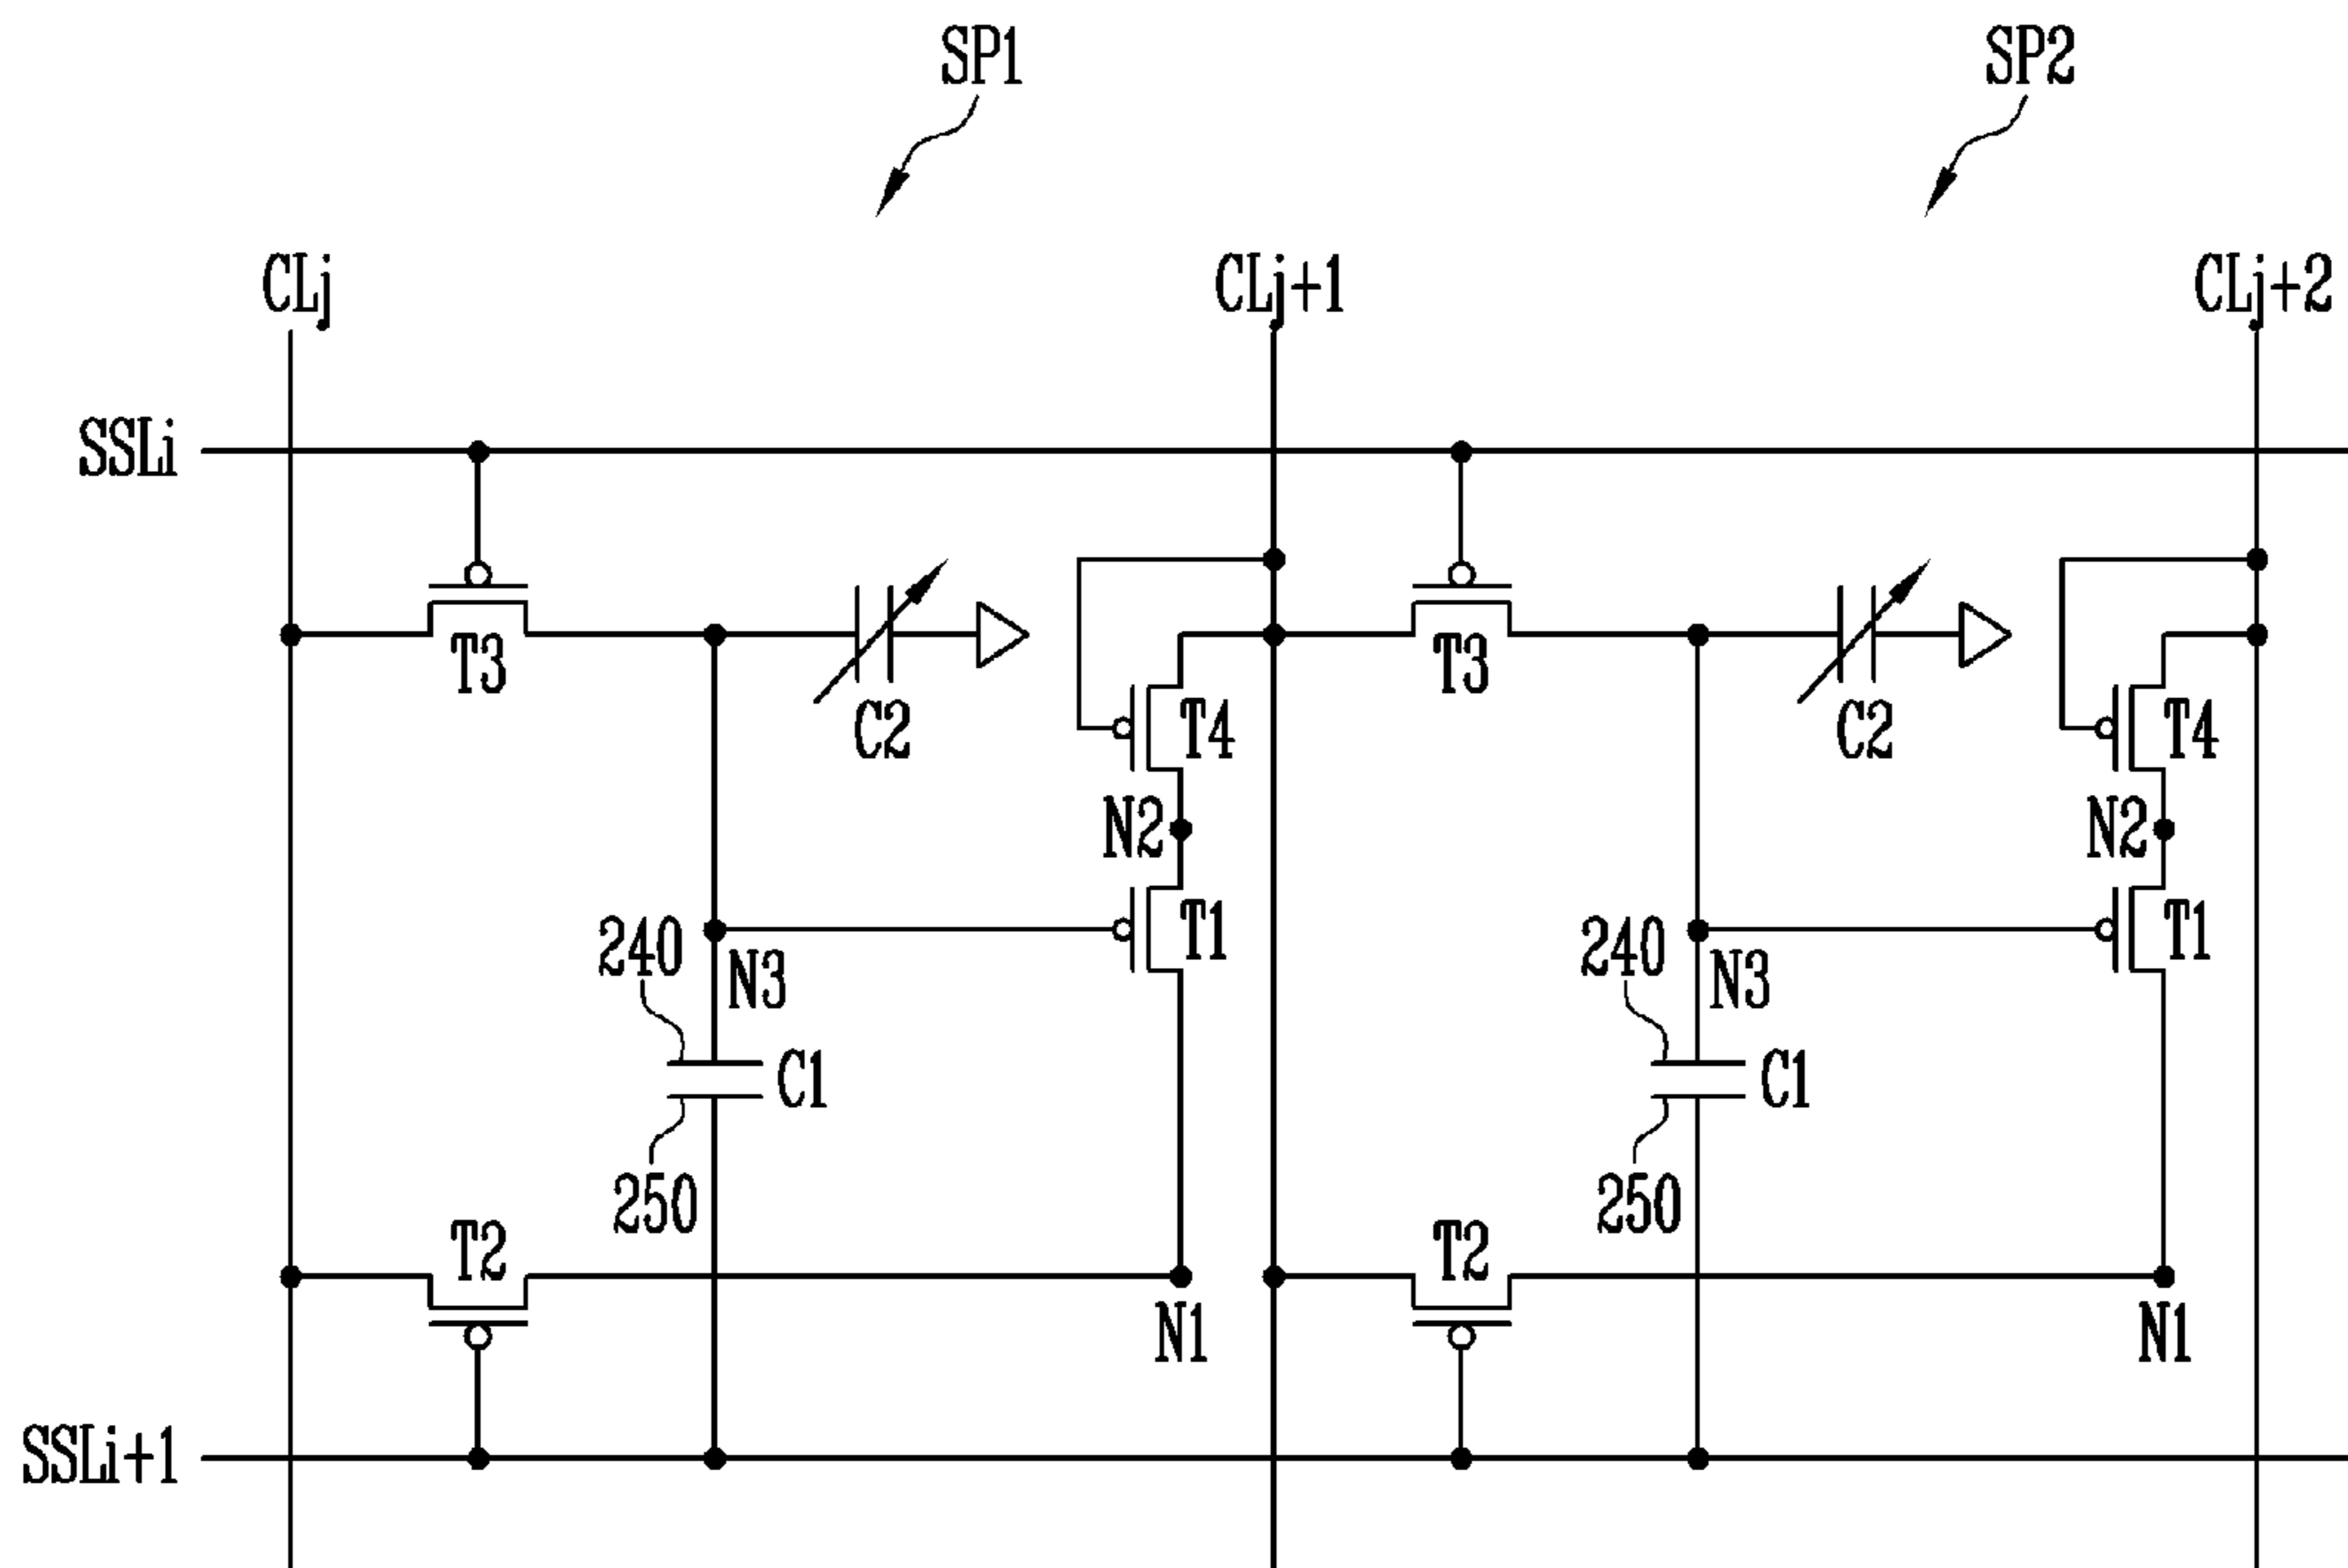 SP1 SP2
CLj CLj+1 CLj+2
SSLi
T3 C2 T4 T3 C2 T4
N2 N2
240 N3 T1 240 N3 T1
C1 C1
250 250
T2 N1 T2 N1
SSLi+1